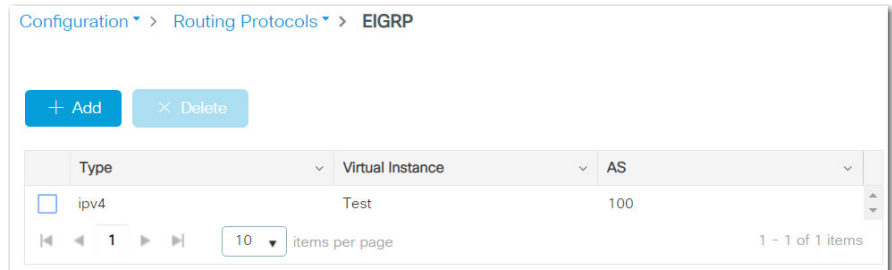 Configuration > Routing Protocols > EIGRP
+ Add × Delete
Type Virtual Instance AS
ipv4 Test 100
1 10 items per page 1 - 1 of 1 items